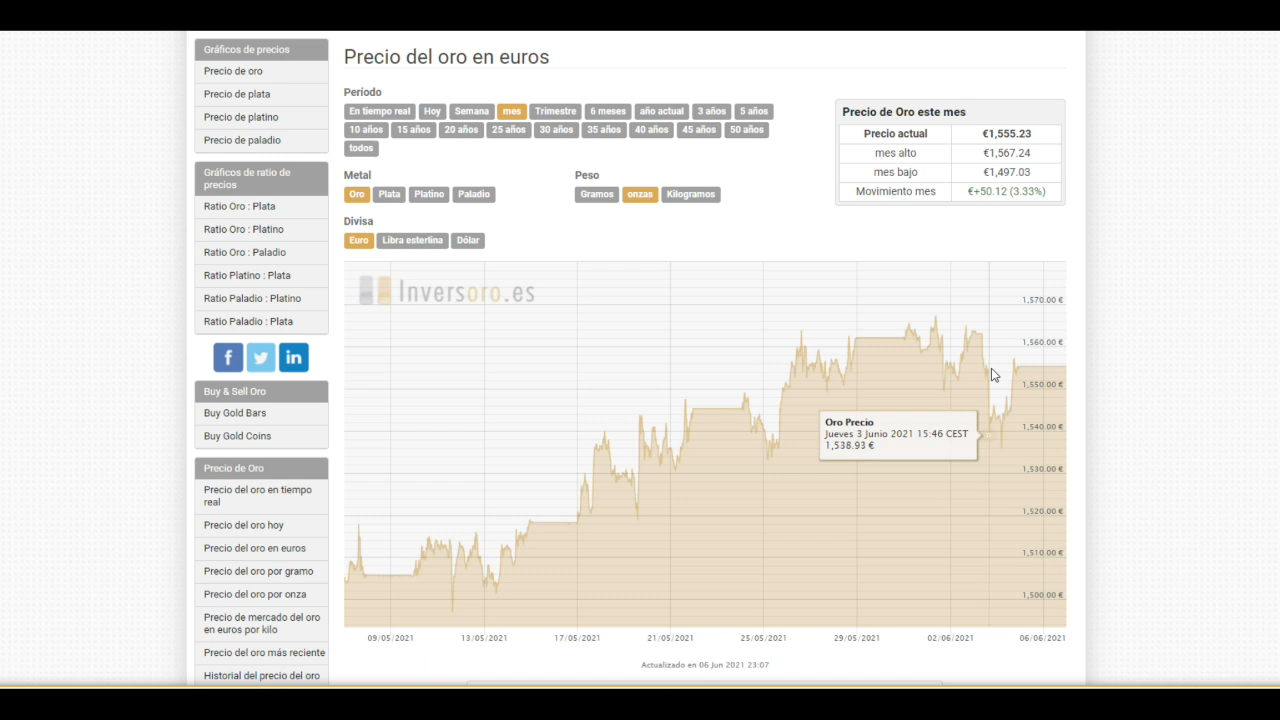 Gráficos de precios
Precio de oro
Precio de plata
Precio de platino
Precio de paladio
Gráficos de ratio de
precios
Ratio Oro : Plata
Ratio Oro : Platino
Ratio Oro : Paladio
Ratio Platino : Plata
Ratio Paladio : Platino
Ratio Paladio : Plata
f
in
Buy & Sell Oro
Buy Gold Bars
Buy Gold Coins
Precio de Oro
Precio del oro en tiempo
real
Precio del oro hoy
Precio del oro en euros
Precio del oro por gramo
Precio del oro por onza
Precio de mercado del oro
en euros por kilo
Precio del oro más reciente
Historial del precio del oro
Precio del oro en euros
Período
En tiempo real Hoy Semana mes Trimestre 6 meses año actual 3 años 5 años
10 años 15 años 20 años 25 años 30 años 35 años 40 años 45 años 50 años
todos
Metal
Oro Plata Platino Paladio
Peso
Gramos onzas Kilogramos
Divisa
Euro Libra esterlina Dólar
Precio de Oro este mes
Precio actual €1,555.23
mes alto €1,567.24
mes bajo €1,497.03
Movimiento mes €+50.12 (3.33%)
Inversoro.es
1,570.00 €
1,560.00 €
1,550.00 €
1,540.00 €
1,530.00 €
1,520.00 €
1,510.00 €
1,500.00 €
Oro Precio
Jueves 3 Junio 2021 15:46 CEST
1,538.93 €
09/05/2021 13/05/2021 17/05/2021 21/05/2021 25/05/2021 29/05/2021 02/06/2021 06/06/2021
Actualizado en 06 Jun 2021 23:07